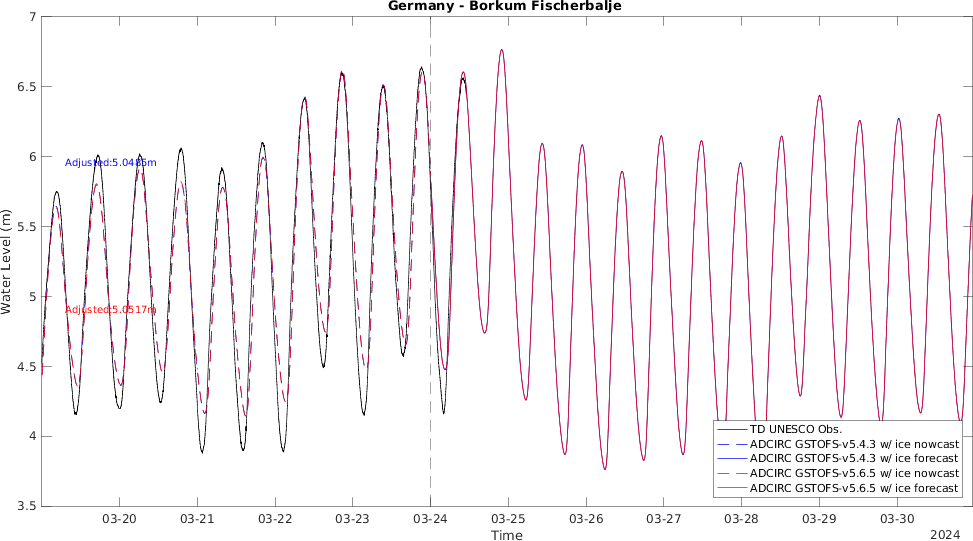 Germany - Borkum Fischerbalje
7
6.5
6
5.5
5
4.5
4
3.5
Water Level (m)
Adjusted:5.0485m
Adjusted:5.0517m
TD UNESCO Obs.
ADCIRC GSTOFS-v5.4.3 w/ ice nowcast
ADCIRC GSTOFS-v5.4.3 w/ ice forecast
ADCIRC GSTOFS-v5.6.5 w/ ice nowcast
ADCIRC GSTOFS-v5.6.5 w/ ice forecast
03-20 03-21 03-22 03-23 03-24 03-25 03-26 03-27 03-28 03-29 03-30
Time
2024